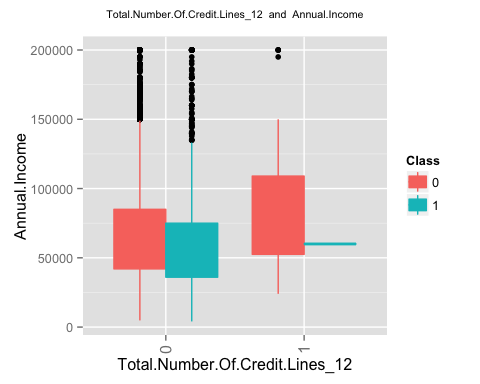 Total.Number.Of.Credit.Lines_12 and Annual.Income
200000
150000
100000
50000
0
Annual.Income
0
1
Total.Number.Of.Credit.Lines_12
Class
0
1